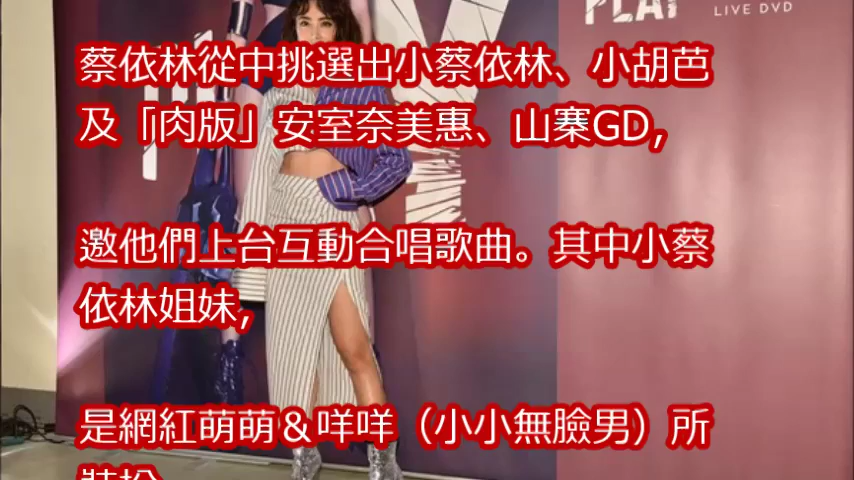 PLAY
LIVE DVD
蔡依林從中挑選出小蔡依林、小胡芭
及「肉版」安室奈美惠、山寨GD，
邀他們上台互動合唱歌曲。其中小蔡
依林姐妹，
是網紅萌萌＆咩咩（小小無臉男）所
裝扮